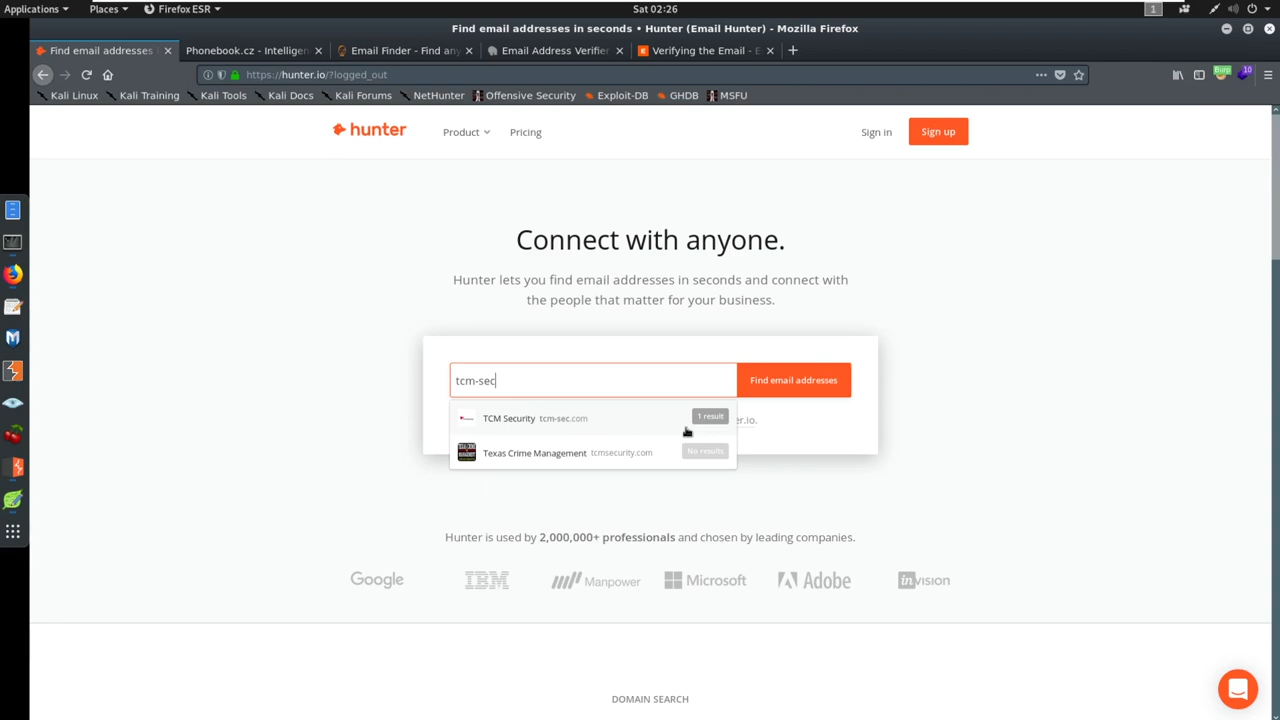 Applications Places Firefox ESR Sat 02:26 1
Find email addresses in seconds • Hunter (Email Hunter) - Mozilla Firefox
Find email addresses Phonebook.cz - Intelligen Email Finder - Find any Email Address Verifier Verifying the Email - E
https://hunter.io/?logged_out Burp 10
Kali Linux Kali Training Kali Tools Kali Docs Kali Forums NetHunter Offensive Security Exploit-DB GHDB MSFU
hunter Product Pricing Sign in Sign up
Connect with anyone.
Hunter lets you find email addresses in seconds and connect with
the people that matter for your business.
tcm-sec Find email addresses
TCM Security tcm-sec.com 1 result
er.io.
Texas Crime Management tcmsecurity.com No results
Hunter is used by 2,000,000+ professionals and chosen by leading companies.
Google IBM Manpower Microsoft Adobe invision
DOMAIN SEARCH